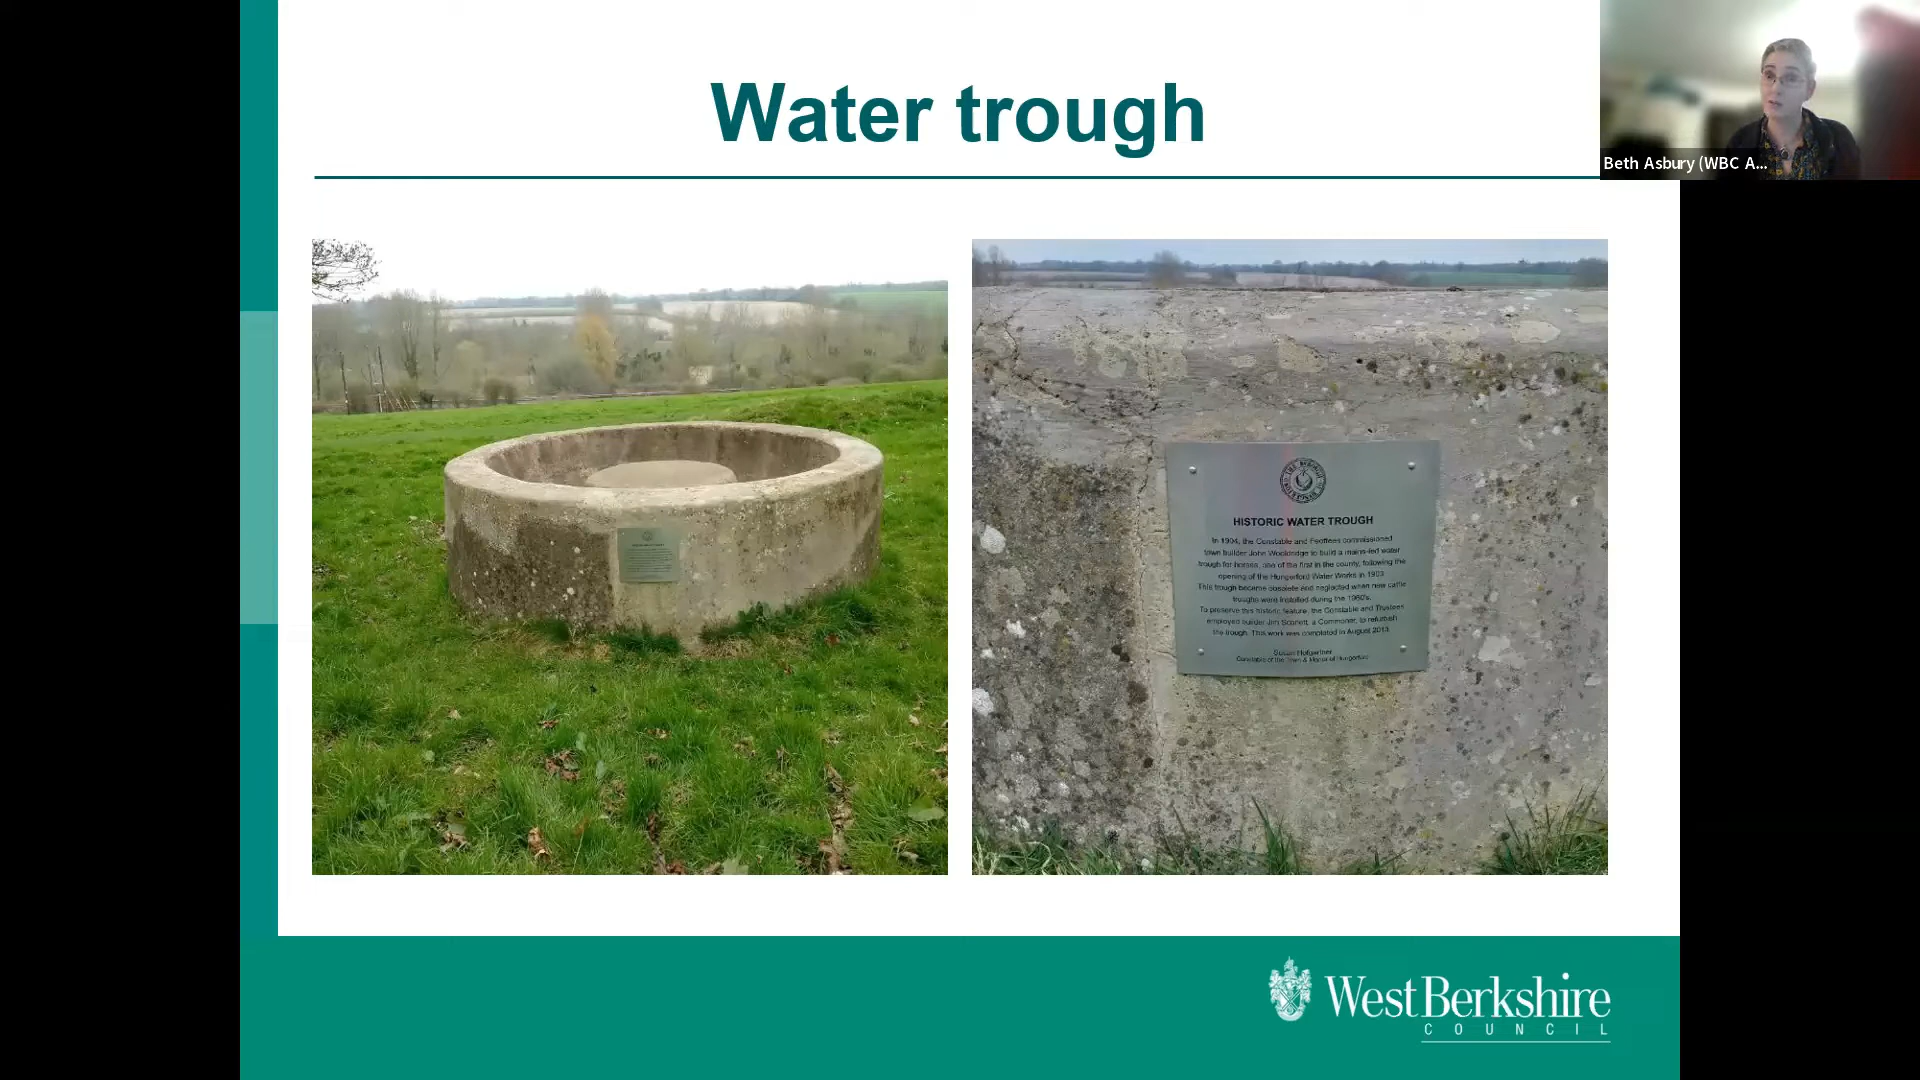 Water trough
Beth Asbury (WBC A...
HISTORIC WATER TROUGH
In 1904, the Constable and Feoffees commissioned
town builder John Wooldridge to build a mains-fed water
trough for horses, one of the first in the county, following the
opening of the Hungerford Water Works in 1903.
This trough became obsolete and neglected when new cattle
troughs were installed during the 1960's.
To preserve this historic feature, the Constable and Trustees
employed builder Jim a Commoner, to refurbish
the trough. This work was completed in August 2013.
Susan Hofgartner
Constable of the Town & Manor of Hungerford
West Berkshire
COUNCIL